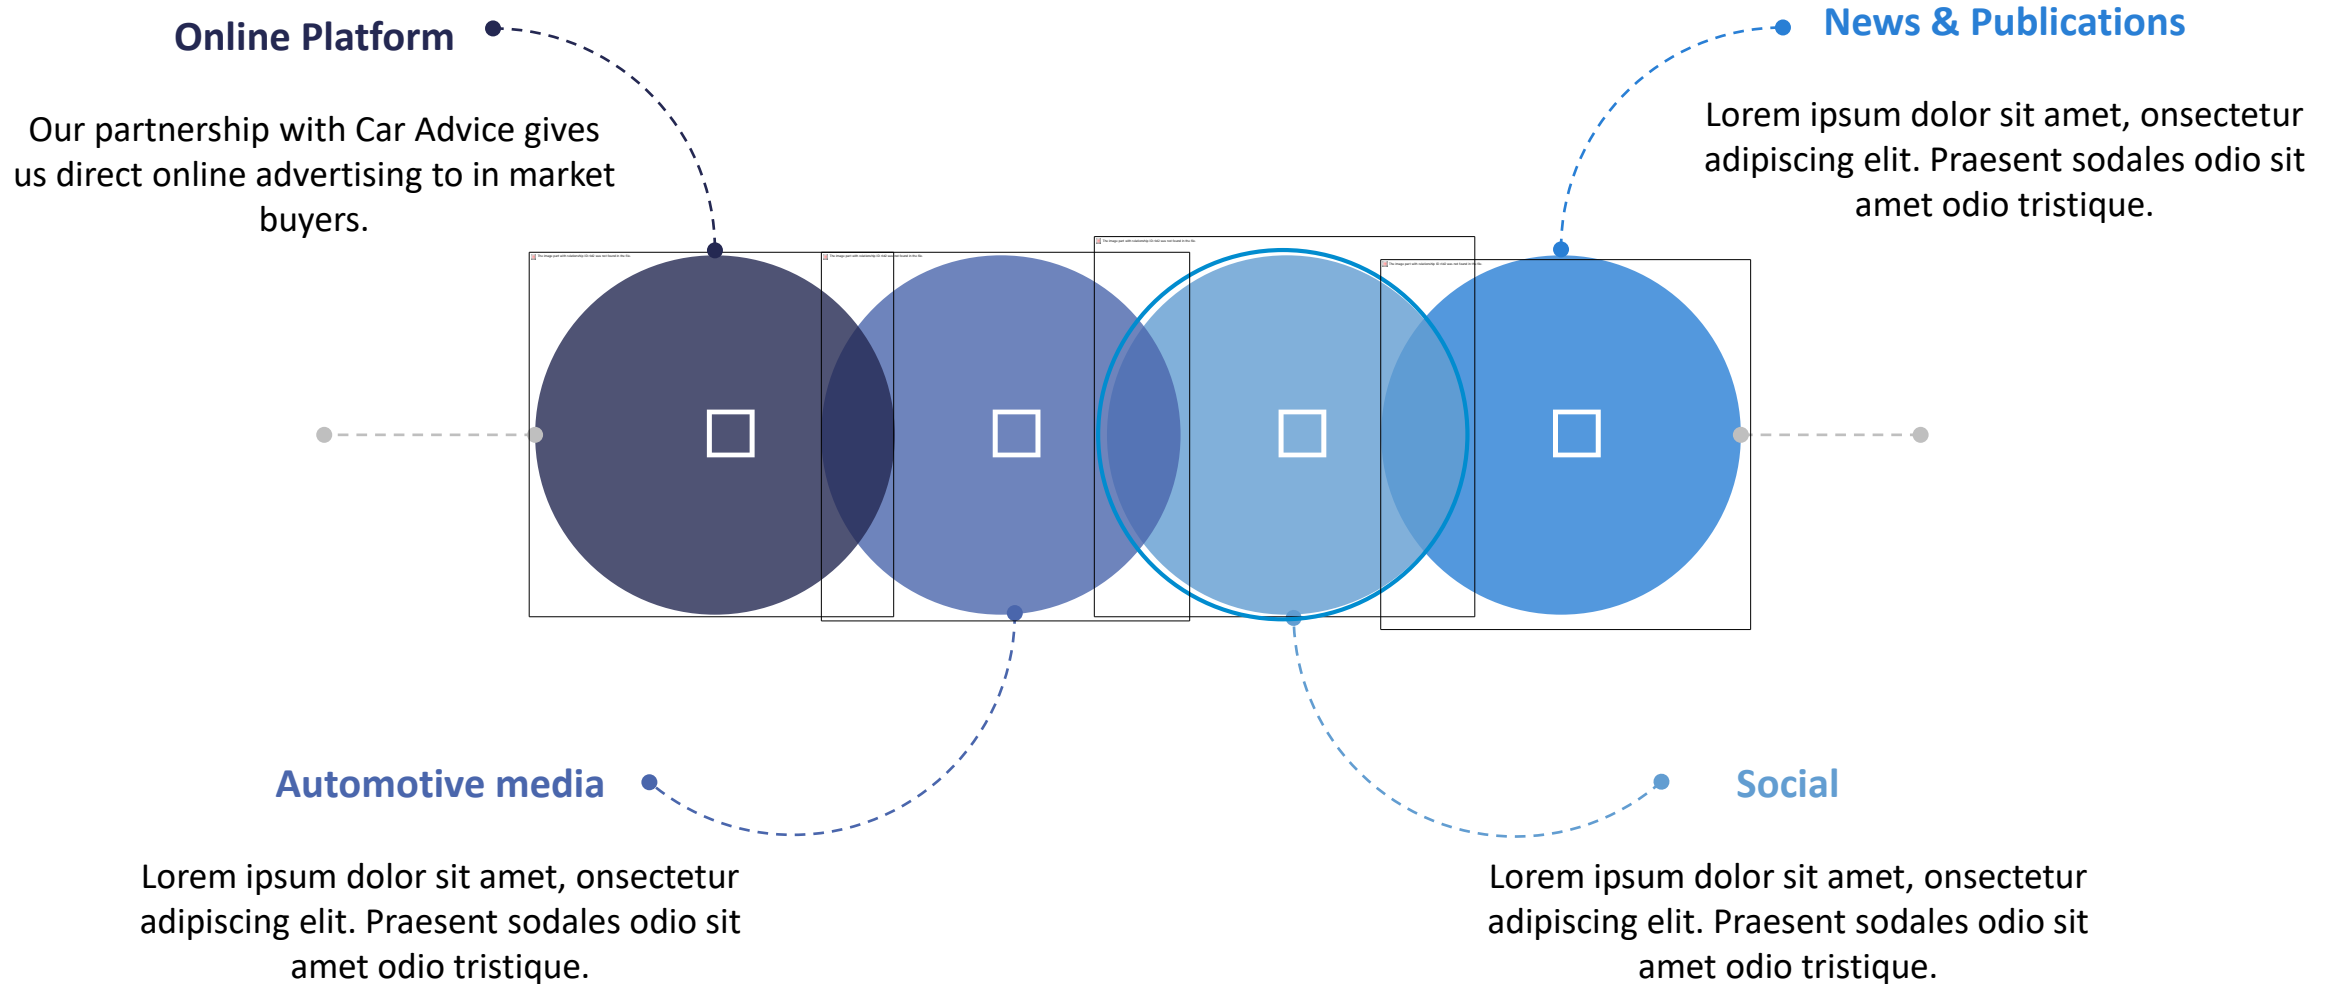 Online Platform
Our partnership with Car Advice gives
us direct online advertising to in market
buyers.
News & Publications
Lorem ipsum dolor sit amet, onsectetur
adipiscing elit. Praesent sodales odio sit
amet odio tristique.
Automotive media
Lorem ipsum dolor sit amet, onsectetur
adipiscing elit. Praesent sodales odio sit
amet odio tristique.
Social
Lorem ipsum dolor sit amet, onsectetur
adipiscing elit. Praesent sodales odio sit
amet odio tristique.